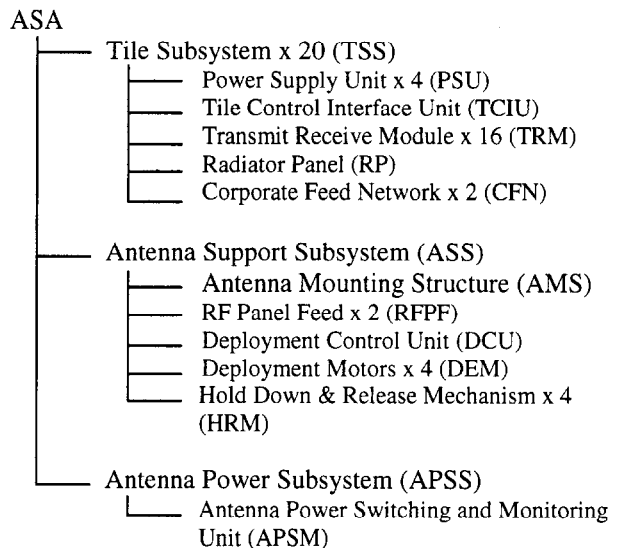 ASA
Tile Subsystem x 20 (TSS)
Power Supply Unit x 4 (PSU)
Tile Control Interface Unit (TCIU)
Transmit Receive Module x 16 (TRM)
Radiator Panel (RP)
Corporate Feed Network x 2 (CFN)
Antenna Support Subsystem (ASS)
Antenna Mounting Structure (AMS)
RF Panel Feed x 2 (RFPF)
Deployment Control Unit (DCU)
Deployment Motors x 4 (DEM)
Hold Down & Release Mechanism x 4
(HRM)
Antenna Power Subsystem (APSS)
Antenna Power Switching and Monitoring
Unit (APSM)